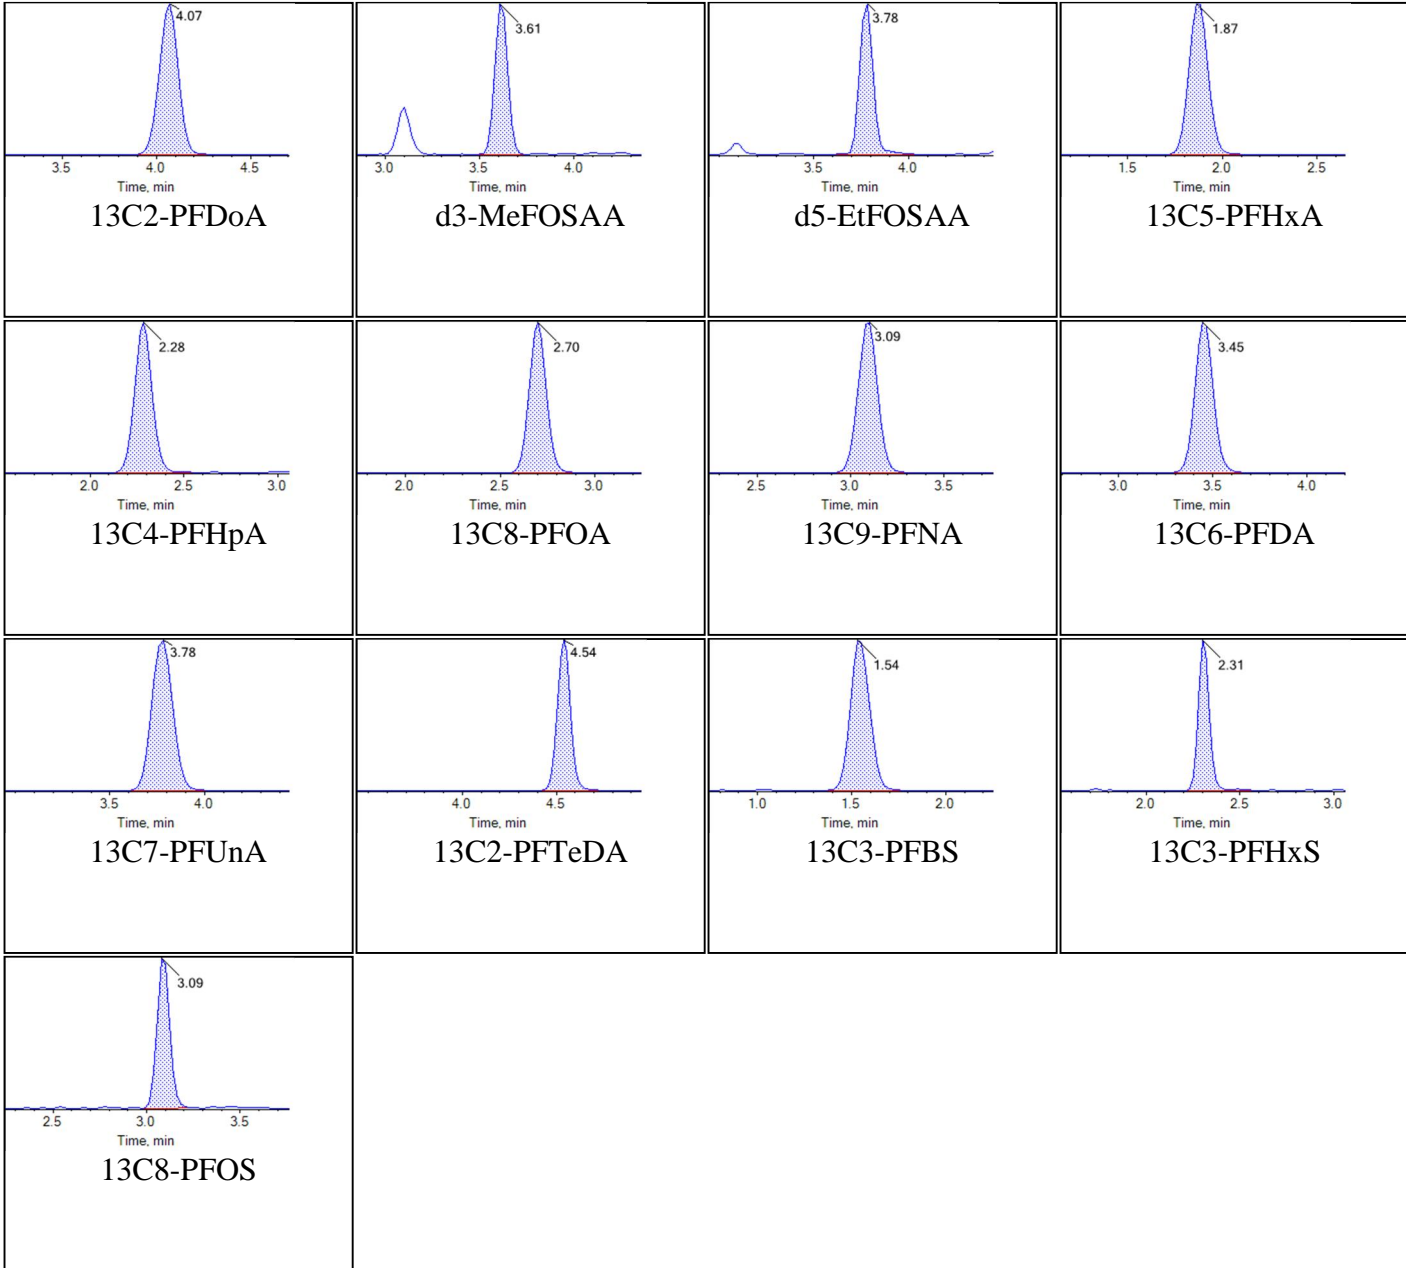 4.07
3.5 4.0 4.5
Time, min
13C2-PFDoA
3.61
3.0 3.5 4.0
Time, min
d3-MeFOSAA
3.78
3.5 4.0
Time, min
d5-EtFOSAA
1.87
1.5 2.0 2.5
Time, min
13C5-PFHxA
2.28
2.0 2.5 3.0
Time, min
13C4-PFHpA
2.70
2.0 2.5 3.0
Time, min
13C8-PFOA
3.09
2.5 3.0 3.5
Time, min
13C9-PFNA
3.45
3.0 3.5 4.0
Time, min
13C6-PFDA
3.78
3.5 4.0
Time, min
13C7-PFUnA
4.54
4.0 4.5
Time, min
13C2-PFTeDA
1.54
1.0 1.5 2.0
Time, min
13C3-PFBS
2.31
2.0 2.5 3.0
Time, min
13C3-PFHxS
3.09
2.5 3.0 3.5
Time, min
13C8-PFOS